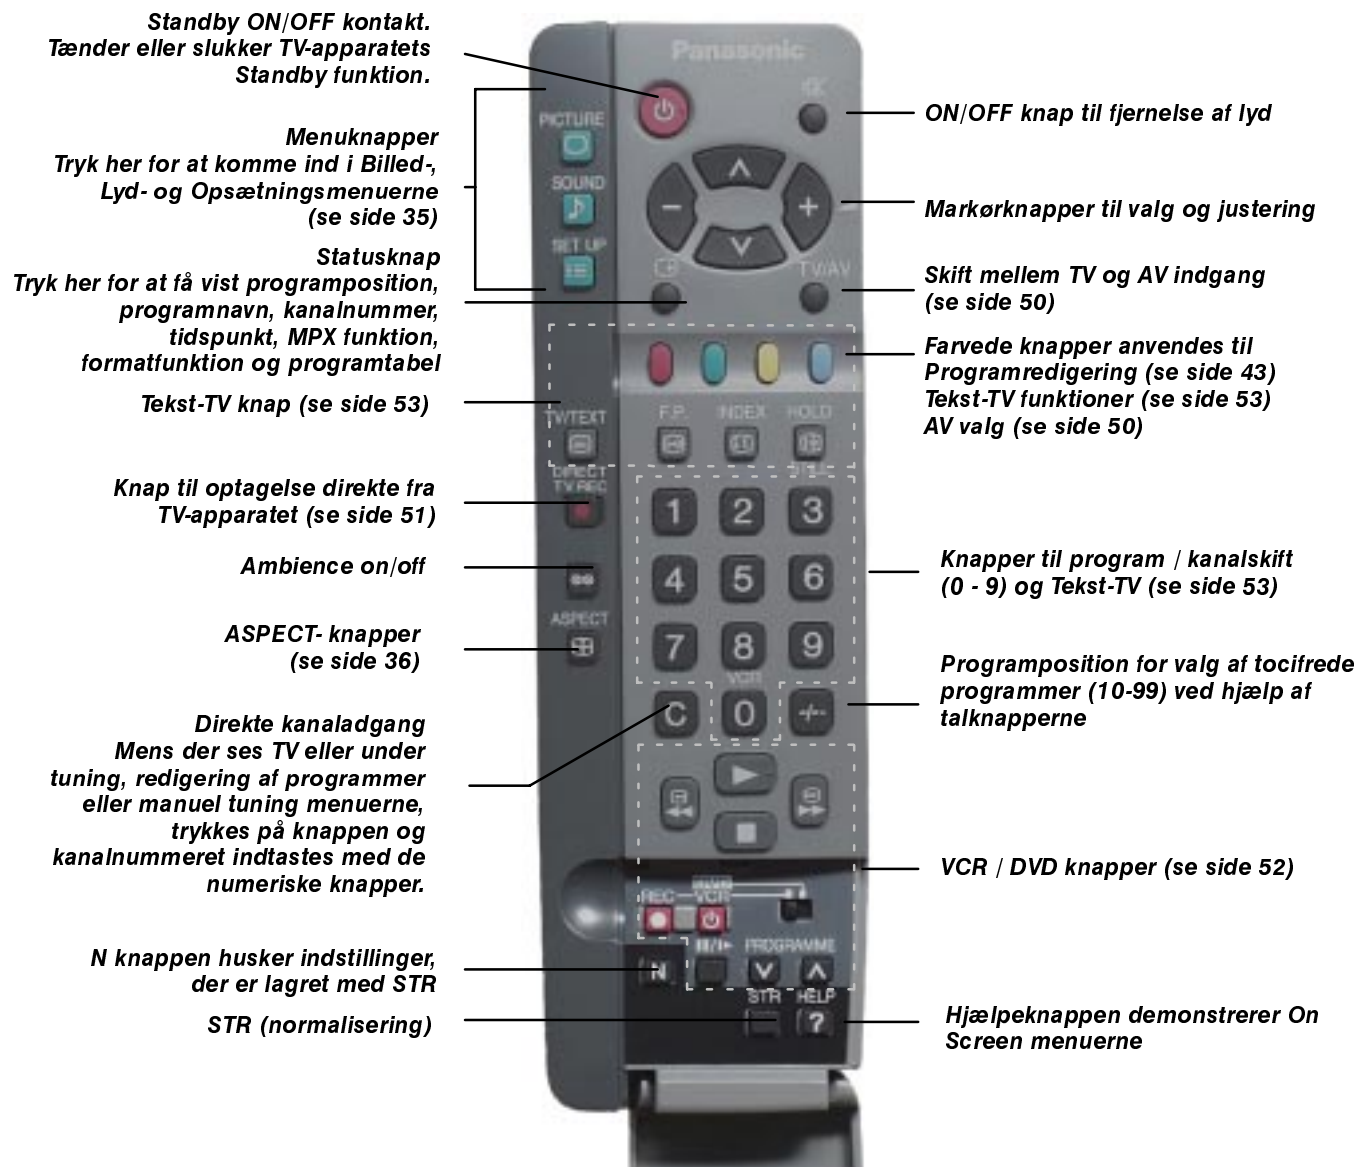 Standby ON/OFF kontakt.
Tænder eller slukker TV-apparatets
Standby funktion.
Menuknapper
Tryk her for at komme ind i Billed-,
Lyd- og Opsætningsmenuerne
(se side 35)
Statusknap
Tryk her for at få vist programposition,
programnavn, kanalnummer,
tidspunkt, MPX funktion,
formatfunktion og programtabel
Tekst-TV knap (se side 53)
Knap til optagelse direkte fra
TV-apparatet (se side 51)
Ambience on/off
ASPECT- knapper
(se side 36)
Direkte kanaladgang
Mens der ses TV eller under
tuning, redigering af programmer
eller manuel tuning menuerne,
trykkes på knappen og
kanalnummeret indtastes med de
numeriske knapper.
N knappen husker indstillinger,
der er lagret med STR
STR (normalisering)
Panasonic
PICTURE
SOUND
SET UP
TV/AV
F.P. INDEX HOLD
TV/TEXT
STILL
DIRECT
TV REC
1 2 3
4 5 6
ASPECT
7 8 9
VCR
C 0 -/--
REC VCR
PROGRAMME
N
STR HELP
?
ON/OFF knap til fjernelse af lyd
Markørknapper til valg og justering
Skift mellem TV og AV indgang
(se side 50)
Farvede knapper anvendes til
Programredigering (se side 43)
Tekst-TV funktioner (se side 53)
AV valg (se side 50)
Knapper til program / kanalskift
(0 - 9) og Tekst-TV (se side 53)
Programposition for valg af tocifrede
programmer (10-99) ved hjælp af
talknapperne
VCR / DVD knapper (se side 52)
Hjælpeknappen demonstrerer On
Screen menuerne